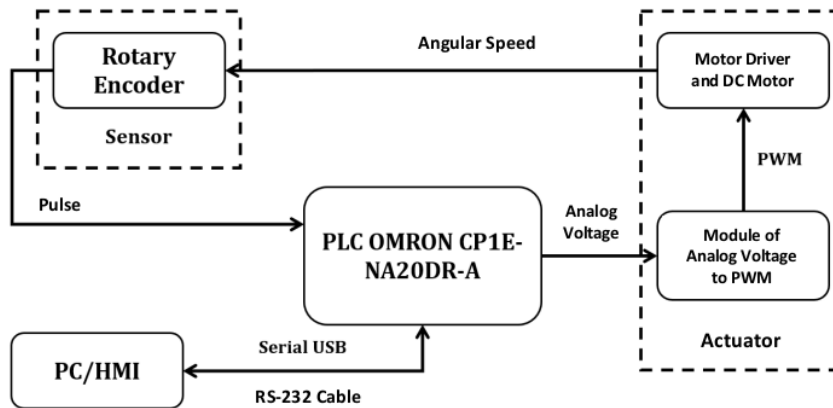 Rotary
Encoder
Sensor
Angular Speed
Motor Driver
and DC Motor
PWM
Pulse
PLC OMRON CP1E-
NA20DR-A
Analog
Voltage
Module of
Analog Voltage
to PWM
Actuator
PC/HMI
Serial USB
RS-232 Cable